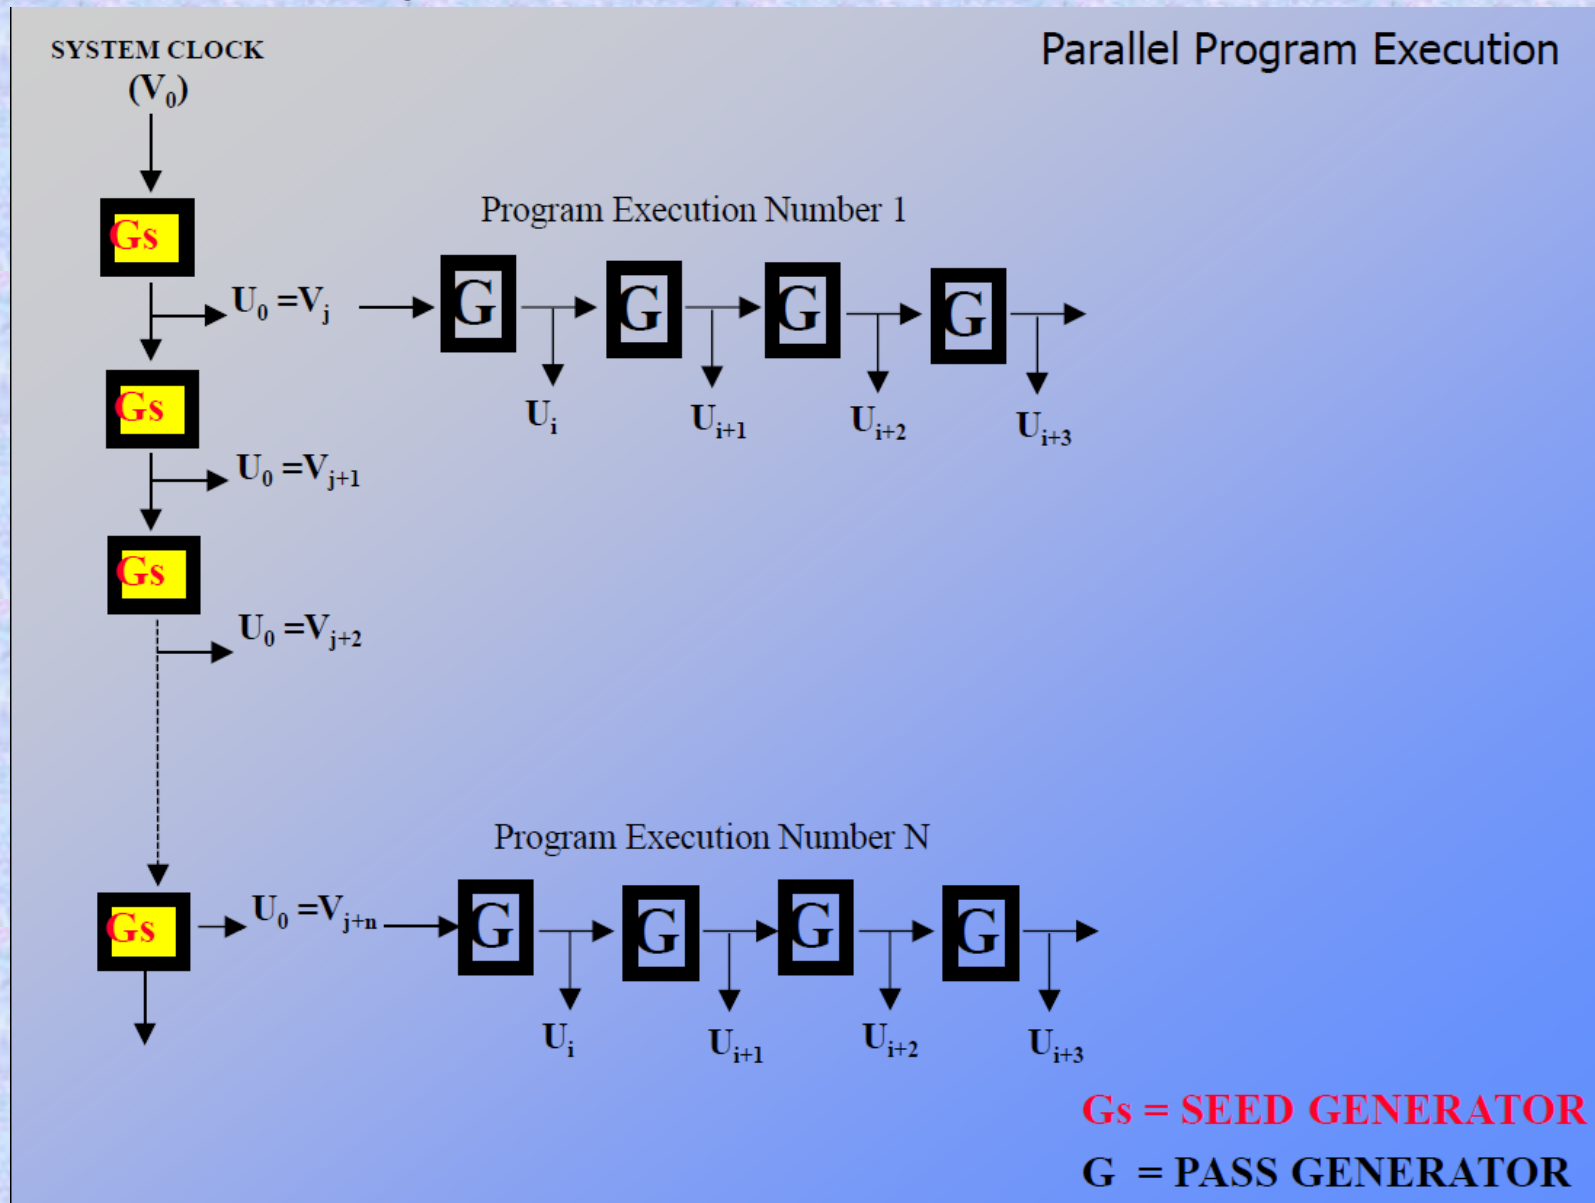 SYSTEM CLOCK
(V₀)
Parallel Program Execution
Gs
Program Execution Number 1
U₀ =Vⱼ
G G G G
Uᵢ Uᵢ₊₁ Uᵢ₊₂ Uᵢ₊₃
Gs
U₀ =Vⱼ₊₁
Gs
U₀ =Vⱼ₊₂
Program Execution Number N
Gs
U₀ =Vⱼ₊ₙ
G G G G
Uᵢ Uᵢ₊₁ Uᵢ₊₂ Uᵢ₊₃
Gs = SEED GENERATOR
G = PASS GENERATOR